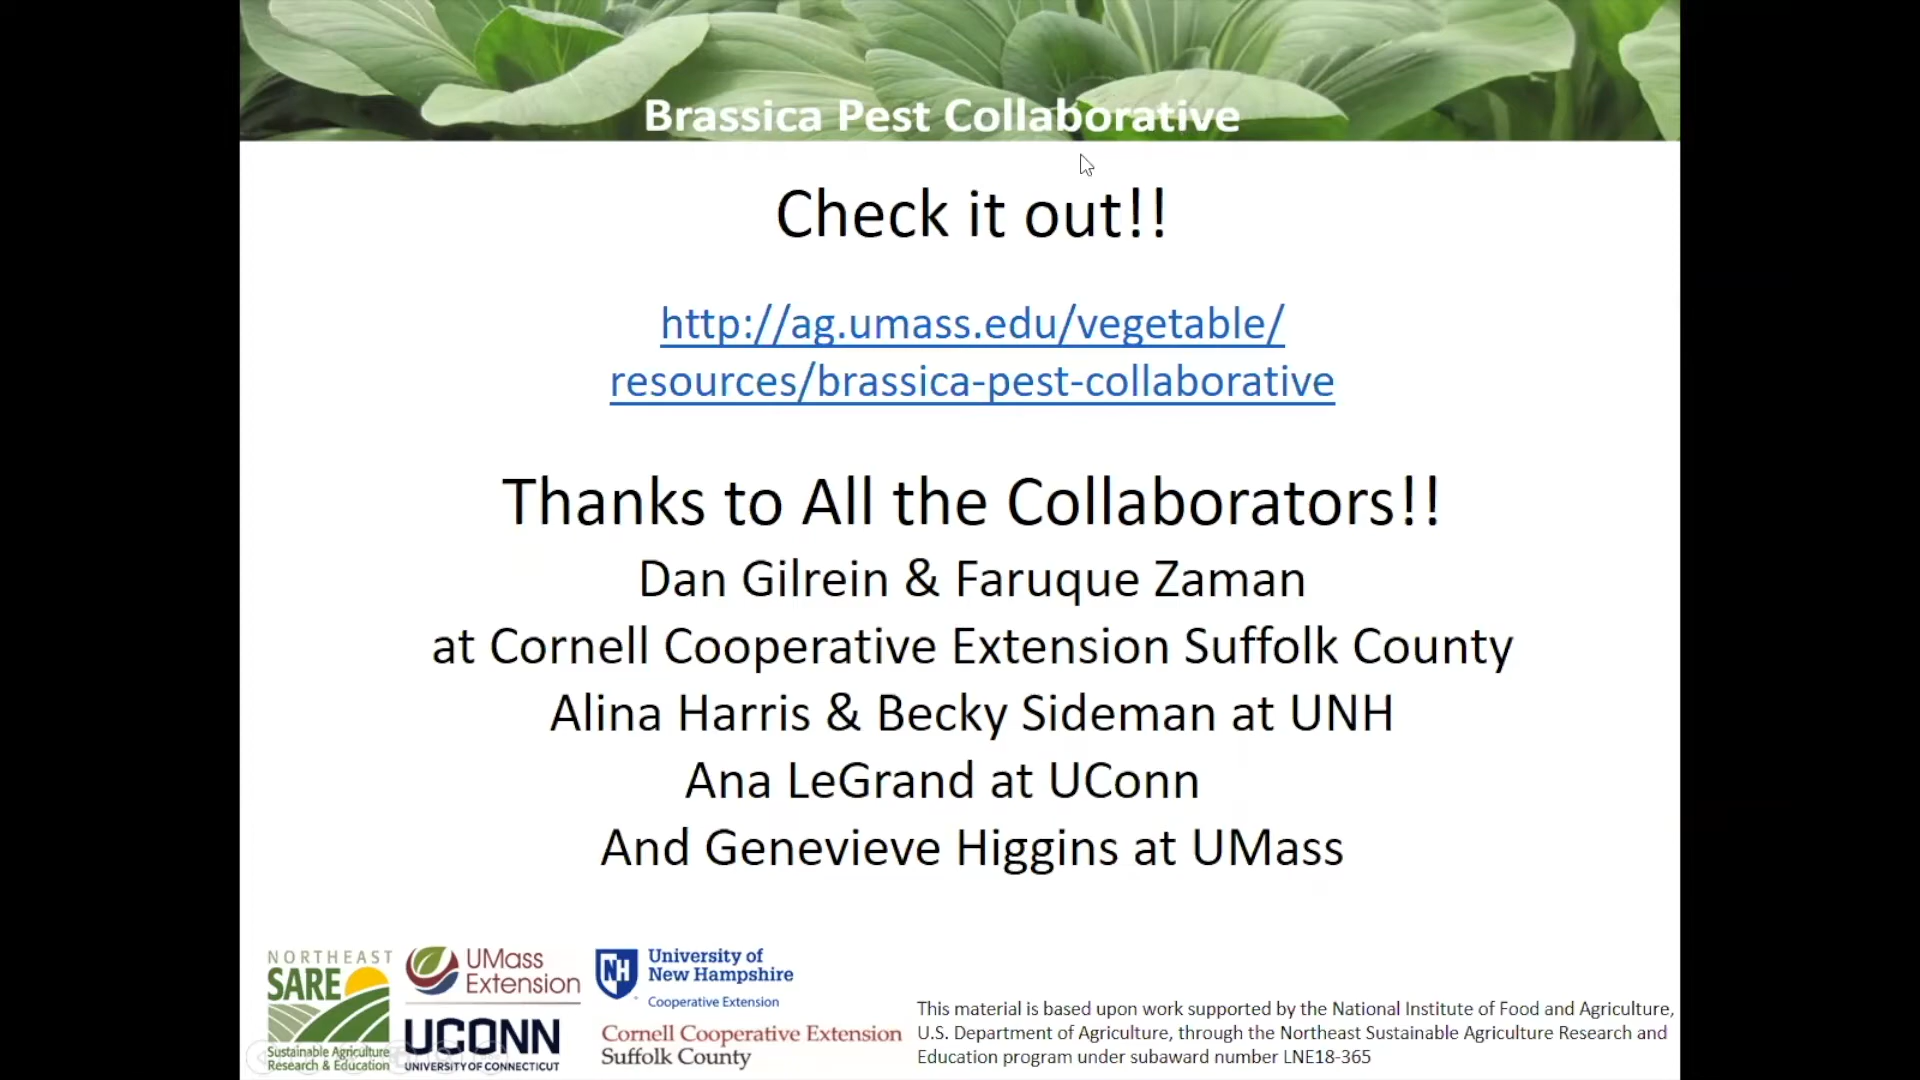 Brassica Pest Collaborative
Check it out!!
http://ag.umass.edu/vegetable/
resources/brassica-pest-collaborative
Thanks to All the Collaborators!!
Dan Gilrein & Faruque Zaman
at Cornell Cooperative Extension Suffolk County
Alina Harris & Becky Sideman at UNH
Ana LeGrand at UConn
And Genevieve Higgins at UMass
NORTHEAST
SARE
Sustainable Agriculture
Research & Education
UMass
Extension
UCONN
UNIVERSITY OF CONNECTICUT
NH
University of
New Hampshire
Cooperative Extension
Cornell Cooperative Extension
Suffolk County
This material is based upon work supported by the National Institute of Food and Agriculture,
U.S. Department of Agriculture, through the Northeast Sustainable Agriculture Research and
Education program under subaward number LNE18-365